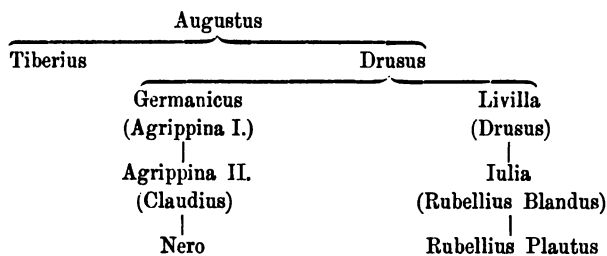 Augustus
Tiberius Drusus
Germanicus Livilla
(Agrippina I.) (Drusus)
Agrippina II. Iulia
(Claudius) (Rubellius Blandus)
Nero Rubellius Plautus